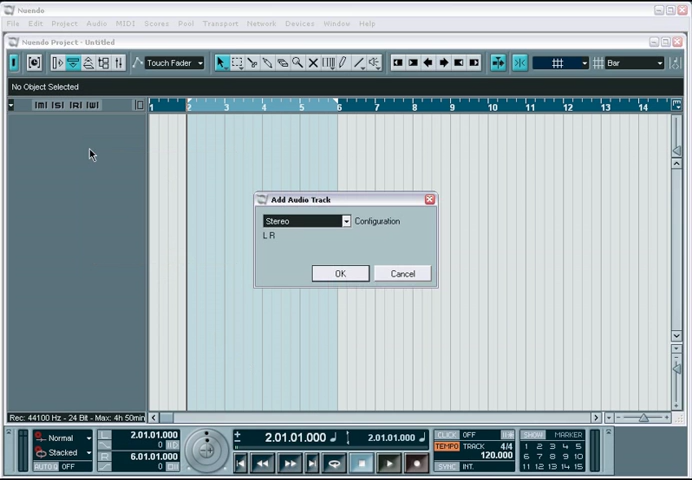 Nuendo
File Edit Project Audio MIDI Scores Pool Transport Network Devices Window Help
Nuendo Project - Untitled
Touch Fader
Bar
No Object Selected
M S R W
1 2 3 4 5 6 7 8 9 10 11 12 13 14
Add Audio Track
Stereo Configuration
L R
OK Cancel
Rec: 44100 Hz - 24 Bit - Max: 4h 50min
Normal
Stacked
AUTO Q OFF
L 2.01.01.000
0
R 6.01.01.000
0
2.01.01.000 2.01.01.000
CLICK OFF
TEMPO TRACK 4/4
120.000
SYNC INT.
SHOW MARKER
1 2 3 4 5
6 7 8 9 10
11 12 13 14 15